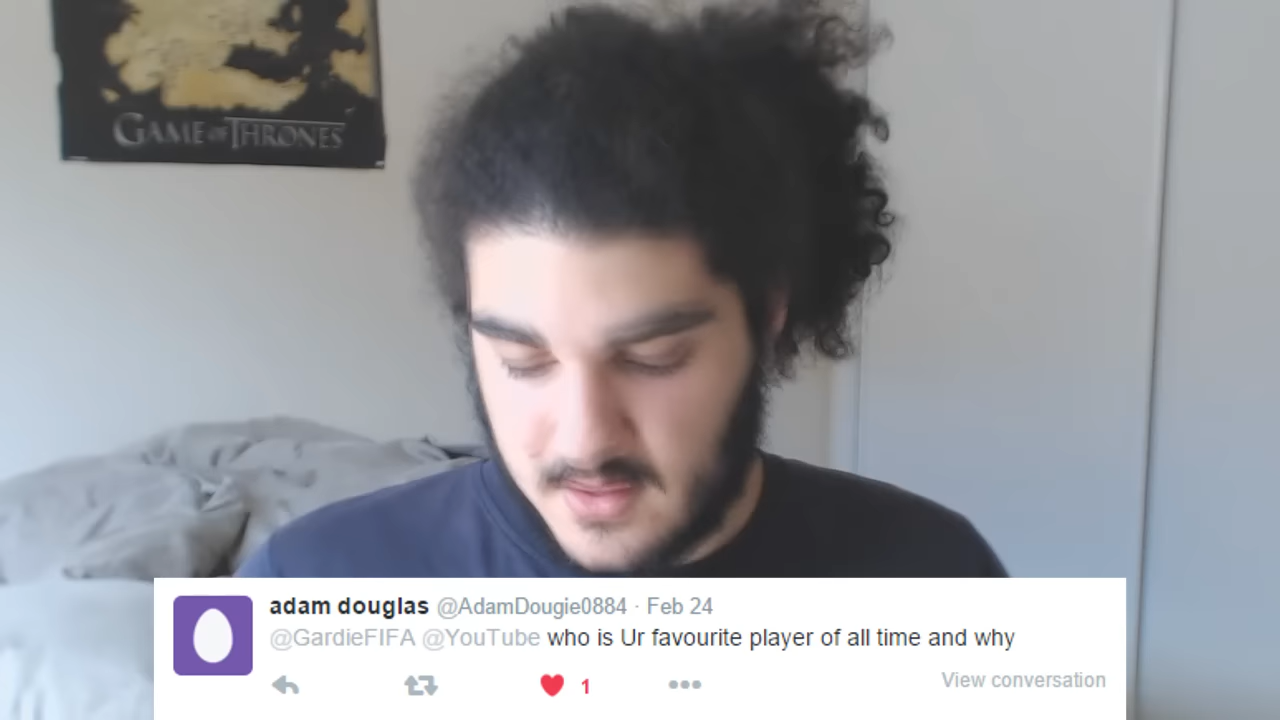 GAME OF THRONES
adam douglas @AdamDougie0884 · Feb 24
@GardieFIFA @YouTube who is Ur favourite player of all time and why
1
View conversation